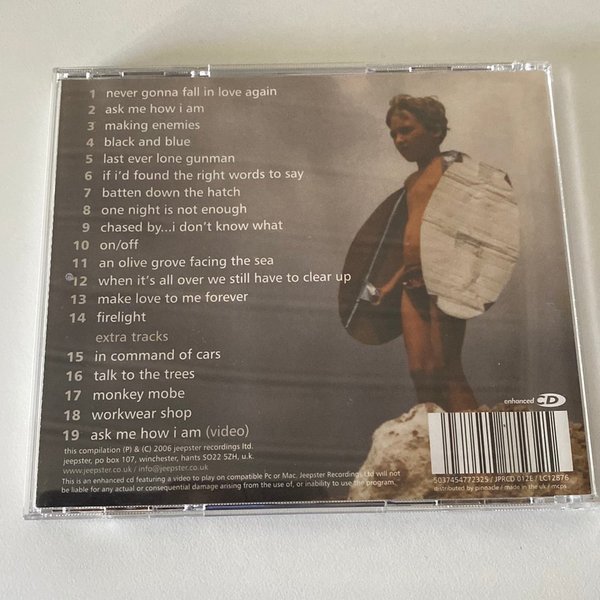 1 never gonna fall in love again
2 ask me how i am
3 making enemies
4 black and blue
5 last ever lone gunman
6 if i'd found the right words to say
7 batten down the hatch
8 one night is not enough
9 chased by...i don't know what
10 on/off
11 an olive grove facing the sea
12 when it's all over we still have to clear up
13 make love to me forever
14 firelight
extra tracks
15 in command of cars
16 talk to the trees
17 monkey mobe
18 workwear shop
19 ask me how i am (video)
this compilation (P) & (C) 2006 jeepster recordings ltd.
jeepster, po box 107, winchester, hants SO22 5ZH, u.k.
www.jeepster.co.uk / info@jeepster.co.uk
This is an enhanced cd featuring a video to play on compatible Pc or Mac. Jeepster Recordings Ltd will not
be liable for any actual or consequential damage arising from the use of, or inability to use the program.
enhanced CD
5037454772325 / JPRCD 012E / LC12876
distributed by pinnacle / made in the uk / mcps